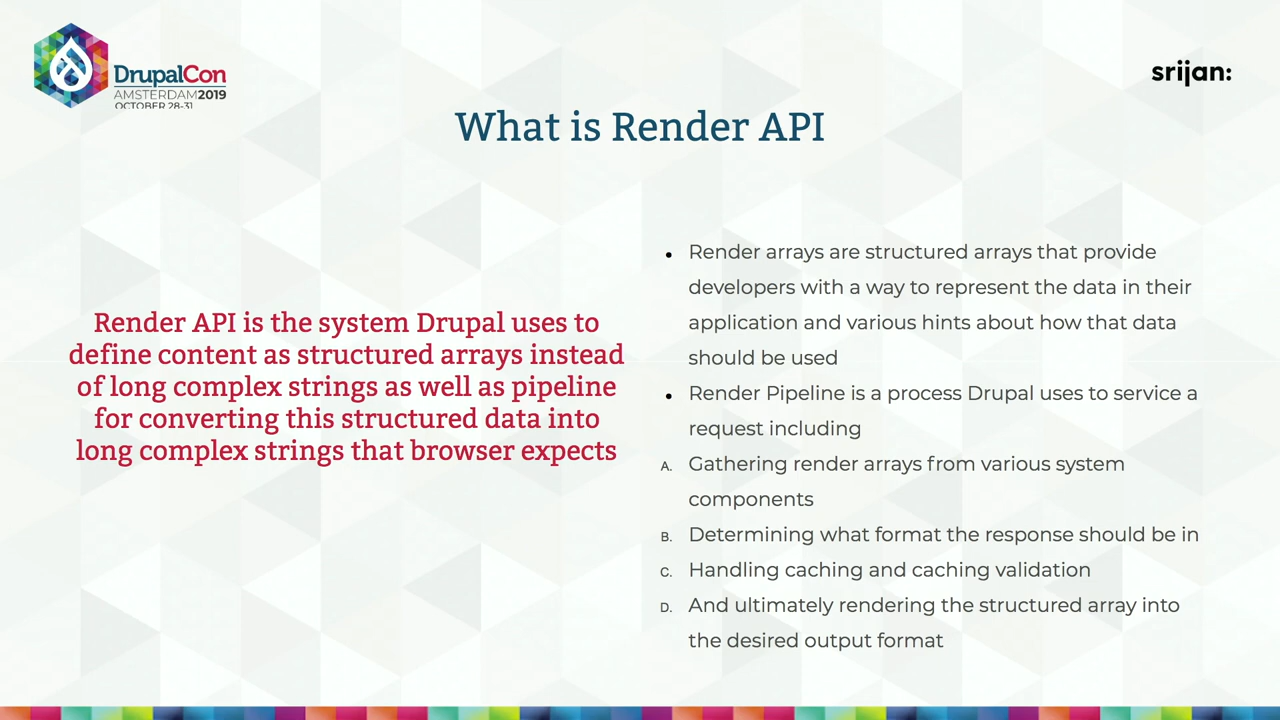 DrupalCon
AMSTERDAM2019
OCTOBER 28-31
srijan:
What is Render API
Render API is the system Drupal uses to
define content as structured arrays instead
of long complex strings as well as pipeline
for converting this structured data into
long complex strings that browser expects
• Render arrays are structured arrays that provide
developers with a way to represent the data in their
application and various hints about how that data
should be used
• Render Pipeline is a process Drupal uses to service a
request including
A. Gathering render arrays from various system
components
B. Determining what format the response should be in
C. Handling caching and caching validation
D. And ultimately rendering the structured array into
the desired output format